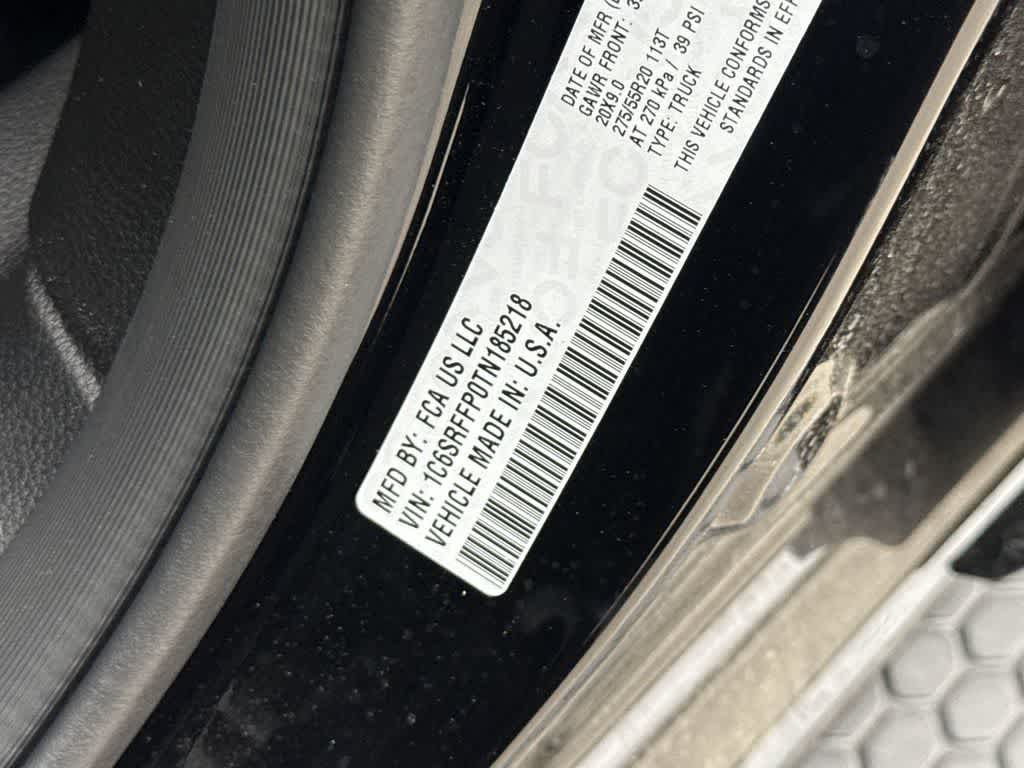 MFD BY: FCA US LLC
VIN: 1C6SRFFP0TN185218
VEHICLE MADE IN: U.S.A.
DATE OF MFR
GAWR FRONT:
20X9.0
275/55R20 113T
AT 270 kPa / 39 PSI
TYPE: TRUCK
THIS VEHICLE CONFORMS
STANDARDS IN